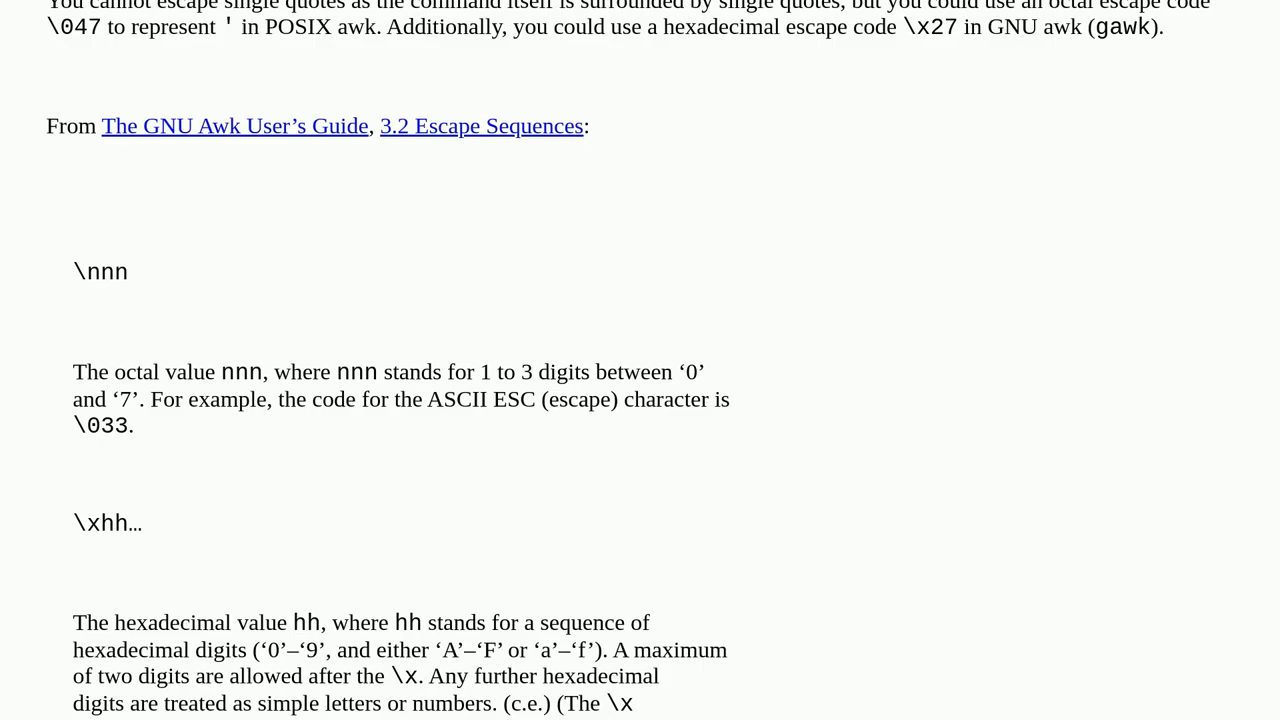 You cannot escape single quotes as the command itself is surrounded by single quotes, but you could use an octal escape code
\047 to represent ' in POSIX awk. Additionally, you could use a hexadecimal escape code \x27 in GNU awk (gawk).
From The GNU Awk User’s Guide, 3.2 Escape Sequences:
\nnn
The octal value nnn, where nnn stands for 1 to 3 digits between ‘0’
and ‘7’. For example, the code for the ASCII ESC (escape) character is
\033.
\xhh…
The hexadecimal value hh, where hh stands for a sequence of
hexadecimal digits (‘0’–‘9’, and either ‘A’–‘F’ or ‘a’–‘f’). A maximum
of two digits are allowed after the \x. Any further hexadecimal
digits are treated as simple letters or numbers. (c.e.) (The \x